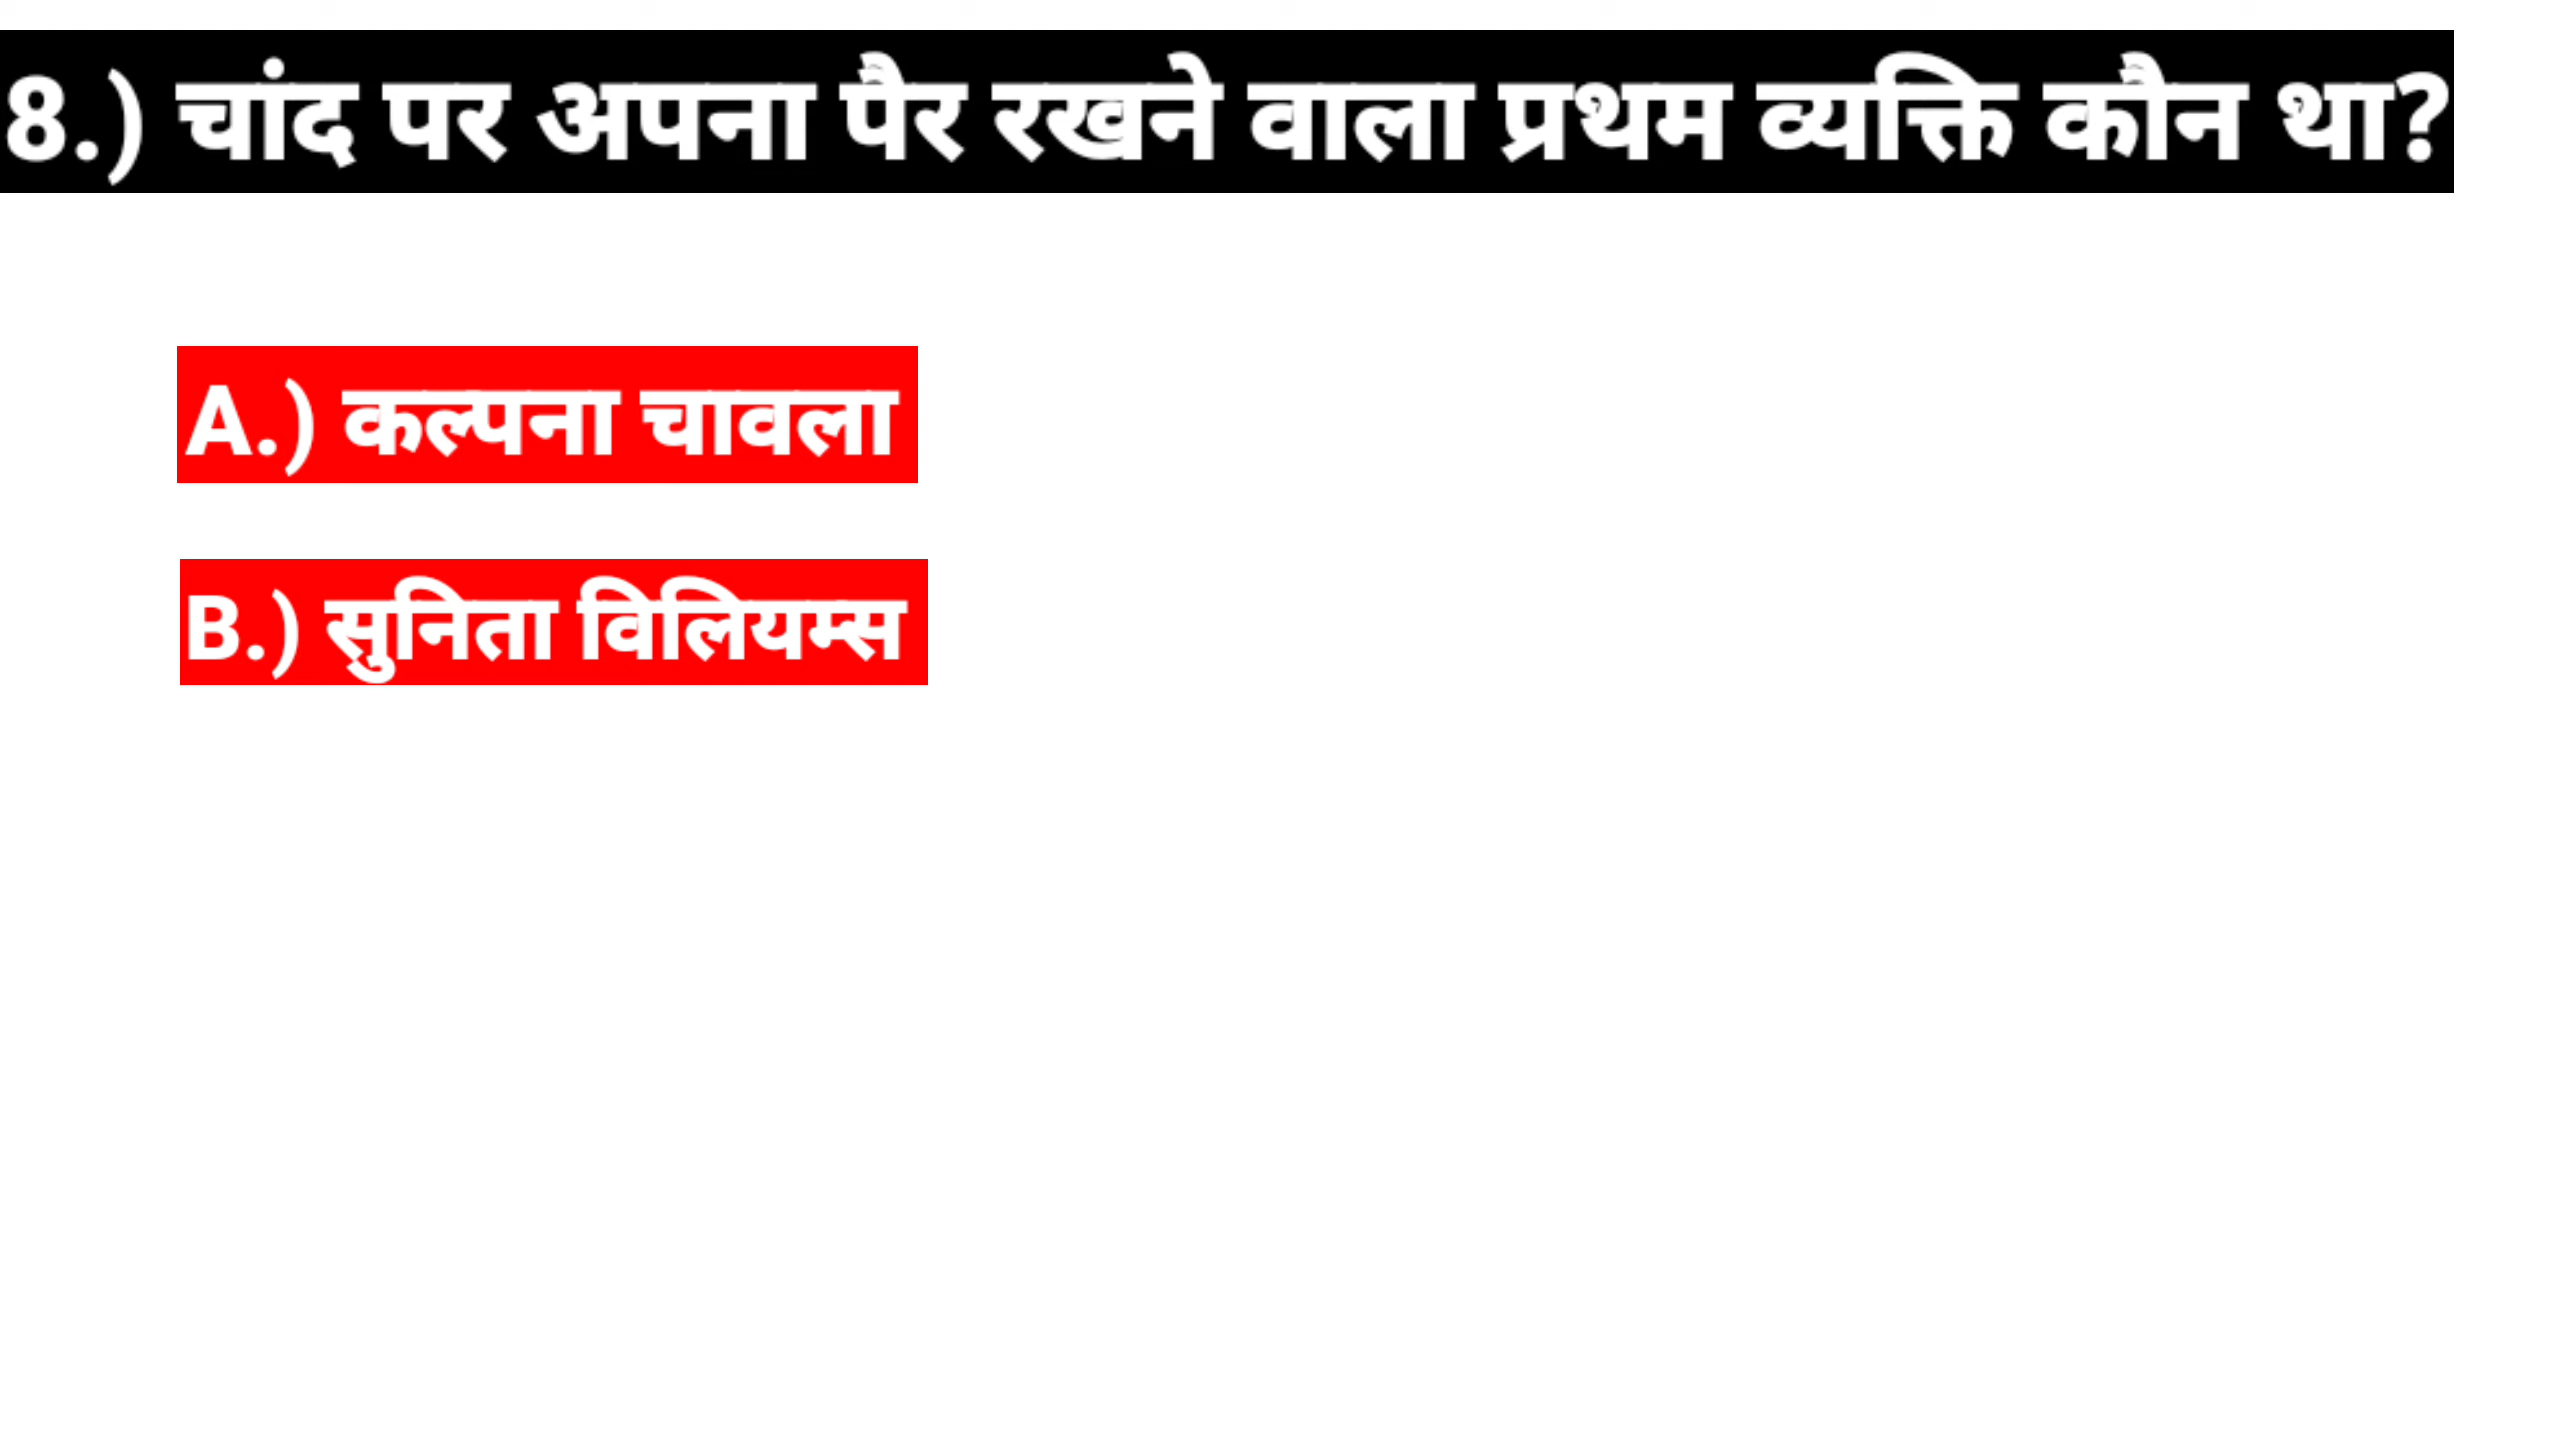 8.) चांद पर अपना पैर रखने वाला प्रथम व्यक्ति कौन था?
A.) कल्पना चावला
B.) सुनिता विलियम्स